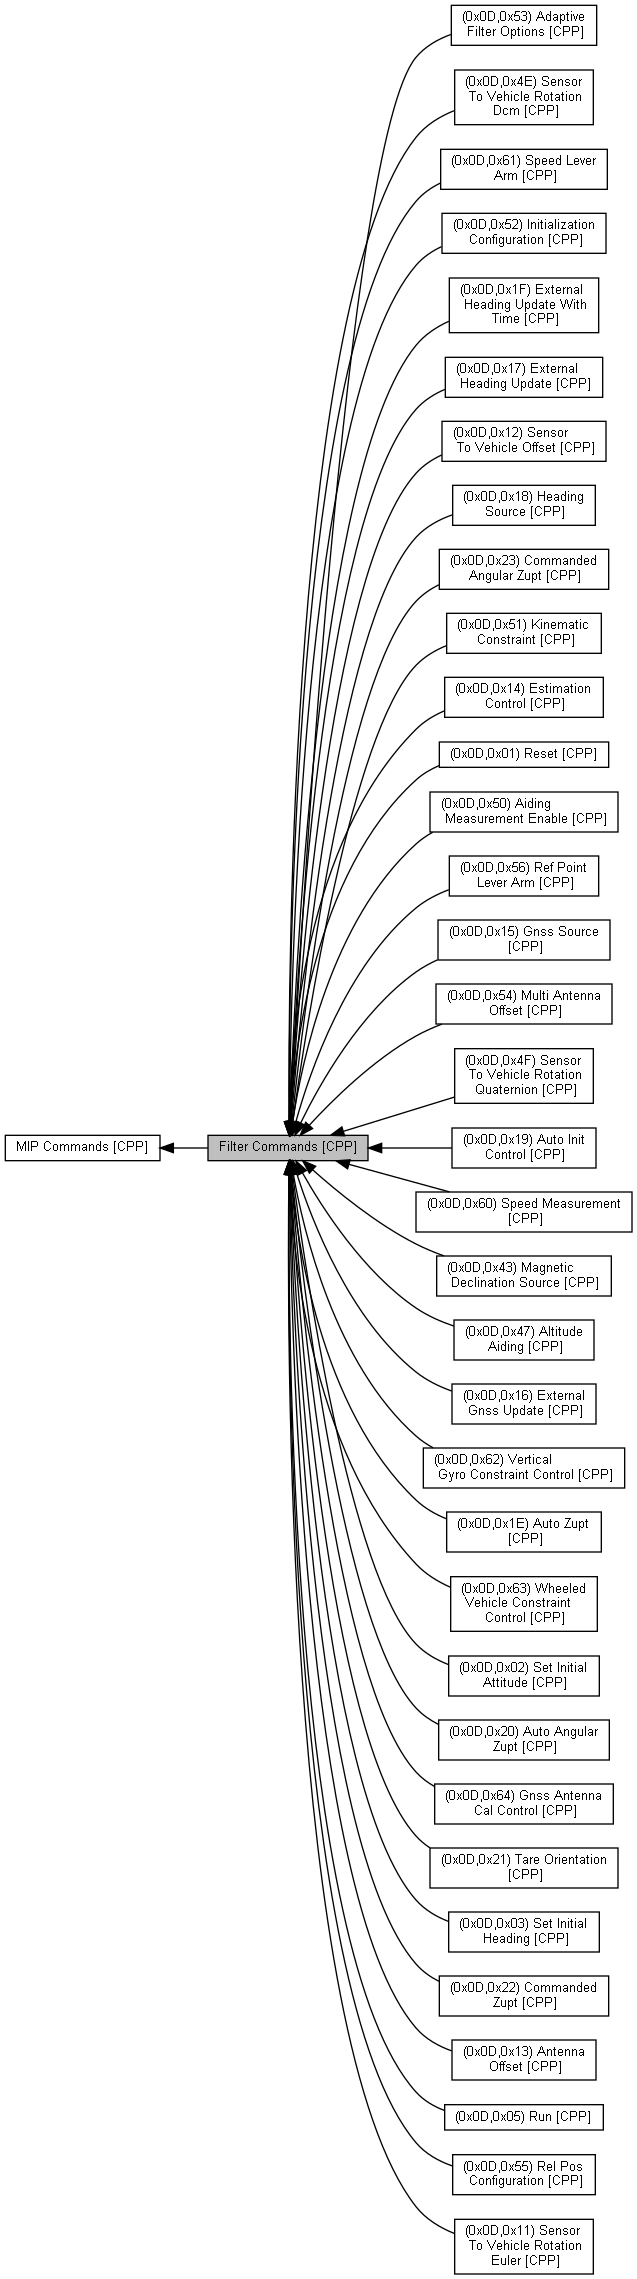 (0x0D,0x53) Adaptive
Filter Options [CPP]
(0x0D,0x4E) Sensor
To Vehicle Rotation
Dcm [CPP]
(0x0D,0x61) Speed Lever
Arm [CPP]
(0x0D,0x52) Initialization
Configuration [CPP]
(0x0D,0x1F) External
Heading Update With
Time [CPP]
(0x0D,0x17) External
Heading Update [CPP]
(0x0D,0x12) Sensor
To Vehicle Offset [CPP]
(0x0D,0x18) Heading
Source [CPP]
(0x0D,0x23) Commanded
Angular Zupt [CPP]
(0x0D,0x51) Kinematic
Constraint [CPP]
(0x0D,0x14) Estimation
Control [CPP]
(0x0D,0x01) Reset [CPP]
(0x0D,0x50) Aiding
Measurement Enable [CPP]
(0x0D,0x56) Ref Point
Lever Arm [CPP]
(0x0D,0x15) Gnss Source
[CPP]
(0x0D,0x54) Multi Antenna
Offset [CPP]
(0x0D,0x4F) Sensor
To Vehicle Rotation
Quaternion [CPP]
MIP Commands [CPP]
Filter Commands [CPP]
(0x0D,0x19) Auto Init
Control [CPP]
(0x0D,0x60) Speed Measurement
[CPP]
(0x0D,0x43) Magnetic
Declination Source [CPP]
(0x0D,0x47) Altitude
Aiding [CPP]
(0x0D,0x16) External
Gnss Update [CPP]
(0x0D,0x62) Vertical
Gyro Constraint Control [CPP]
(0x0D,0x1E) Auto Zupt
[CPP]
(0x0D,0x63) Wheeled
Vehicle Constraint
Control [CPP]
(0x0D,0x02) Set Initial
Attitude [CPP]
(0x0D,0x20) Auto Angular
Zupt [CPP]
(0x0D,0x64) Gnss Antenna
Cal Control [CPP]
(0x0D,0x21) Tare Orientation
[CPP]
(0x0D,0x03) Set Initial
Heading [CPP]
(0x0D,0x22) Commanded
Zupt [CPP]
(0x0D,0x13) Antenna
Offset [CPP]
(0x0D,0x05) Run [CPP]
(0x0D,0x55) Rel Pos
Configuration [CPP]
(0x0D,0x11) Sensor
To Vehicle Rotation
Euler [CPP]